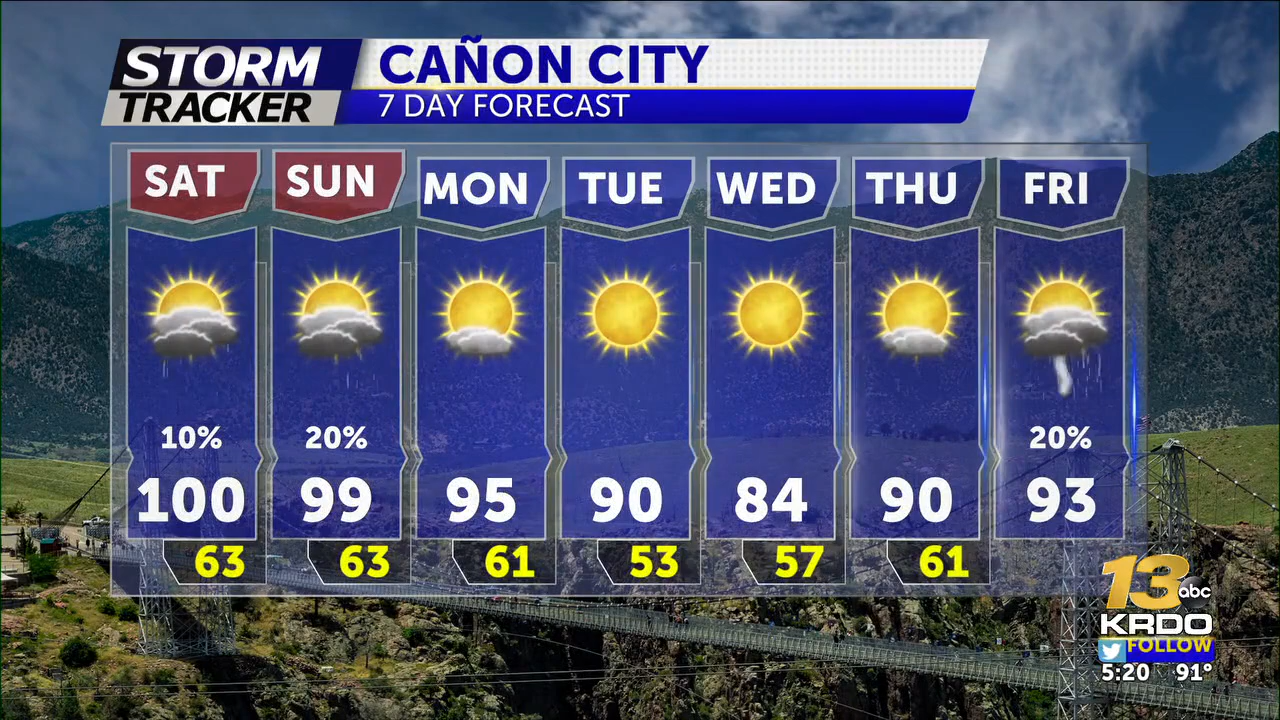 STORM
TRACKER
CAÑON CITY
7 DAY FORECAST
SAT SUN MON TUE WED THU FRI
10% 20% 20%
100 99 95 90 84 90 93
63 63 61 53 57 61
13 abc
KRDO
FOLLOW
5:20 91°